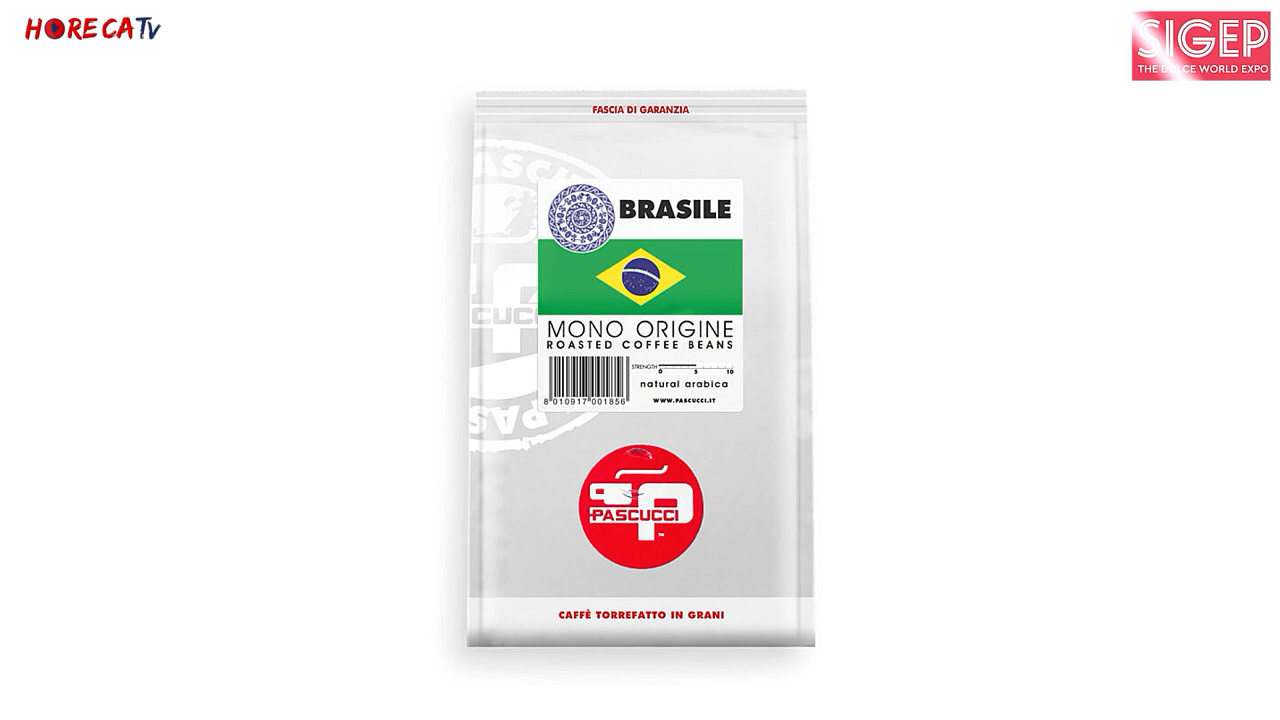 HORECATv
SIGEP
THE DOLCE WORLD EXPO
FASCIA DI GARANZIA
BRASILE
MONO ORIGINE
ROASTED COFFEE BEANS
STRENGTH 0 5 10
natural arabica
8 010917 001856
WWW.PASCUCCI.IT
PASCUCCI
TM
CAFFÈ TORREFATTO IN GRANI